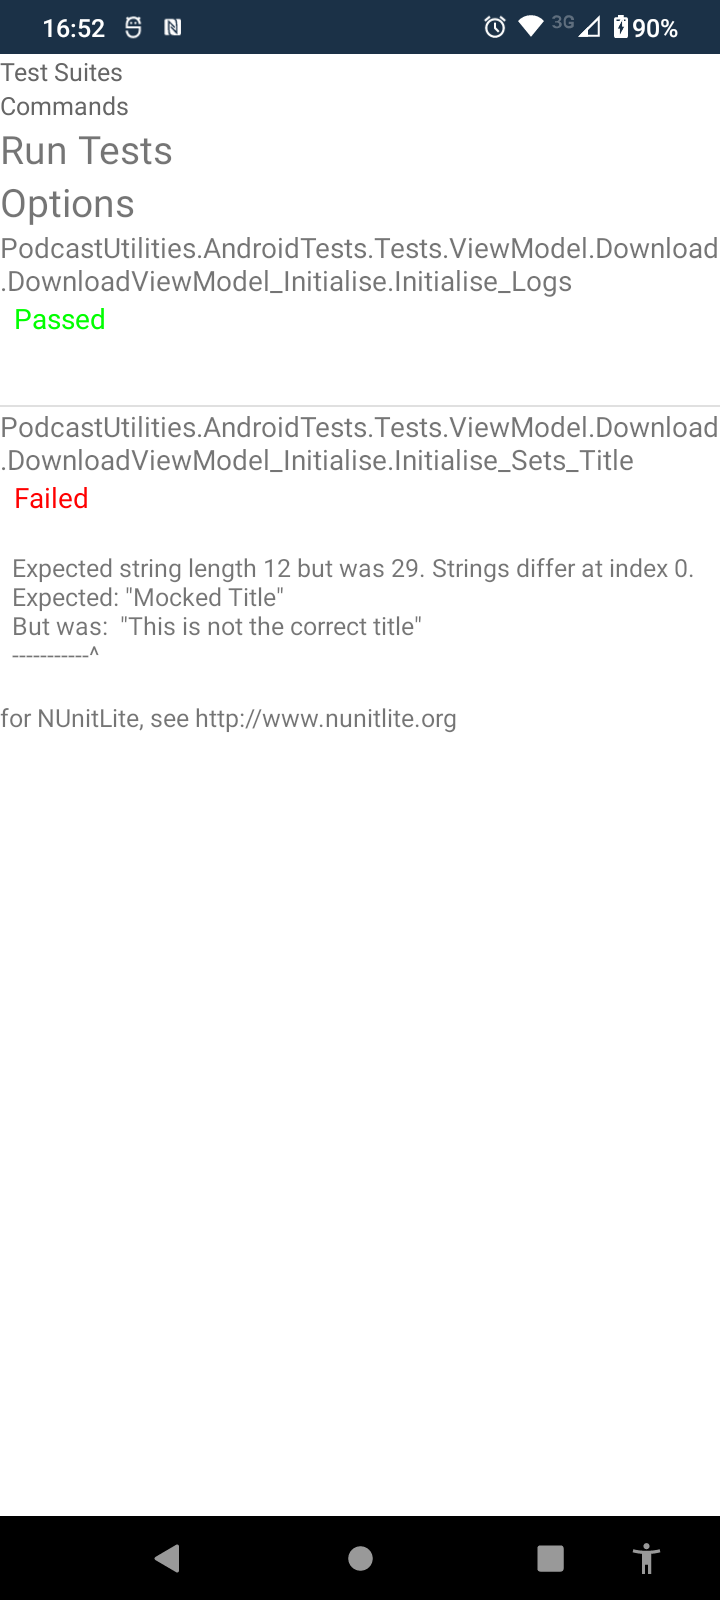 16:52 3G 90%
Test Suites
Commands
Run Tests
Options
PodcastUtilities.AndroidTests.Tests.ViewModel.Download
.DownloadViewModel_Initialise.Initialise_Logs
Passed
PodcastUtilities.AndroidTests.Tests.ViewModel.Download
.DownloadViewModel_Initialise.Initialise_Sets_Title
Failed
Expected string length 12 but was 29. Strings differ at index 0.
Expected: "Mocked Title"
But was:  "This is not the correct title"
-----------^
for NUnitLite, see http://www.nunitlite.org